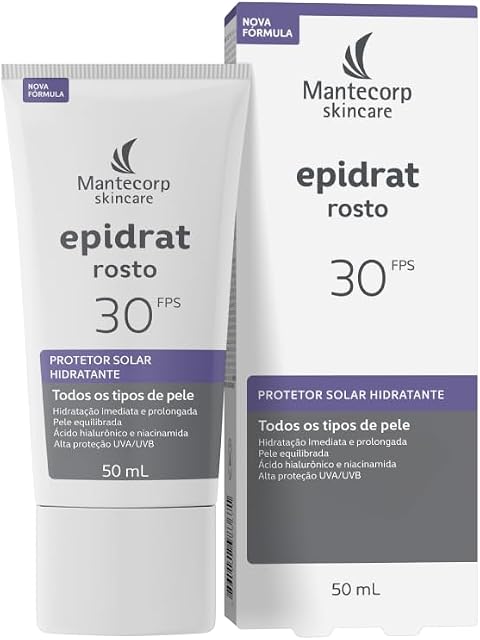 NOVA
FÓRMULA
Mantecorp
skincare
epidrat
rosto
30 FPS
PROTETOR SOLAR
HIDRATANTE
Todos os tipos de pele
Hidratação Imediata e prolongada
Pele equilibrada
Ácido hialurônico e niacinamida
Alta proteção UVA/UVB
50 mL
NOVA
FÓRMULA
Mantecorp
skincare
epidrat
rosto
30 FPS
PROTETOR SOLAR HIDRATANTE
Todos os tipos de pele
Hidratação Imediata e prolongada
Pele equilibrada
Ácido hialurônico e niacinamida
Alta proteção UVA/UVB
50 mL